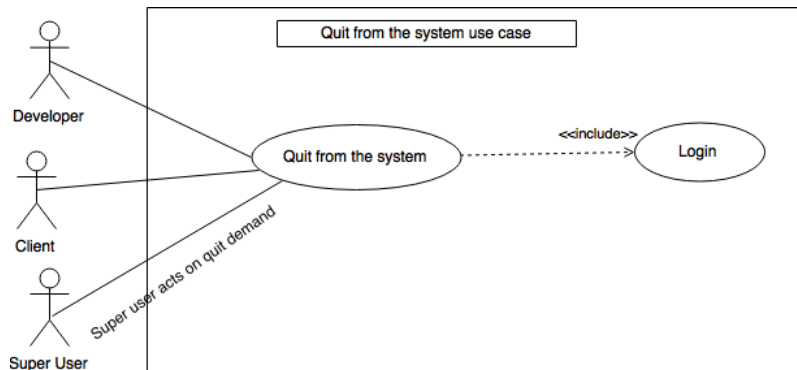 Quit from the system use case
Developer
<<include>>
Quit from the system
Login
Client
Super user acts on quit demand
Super User